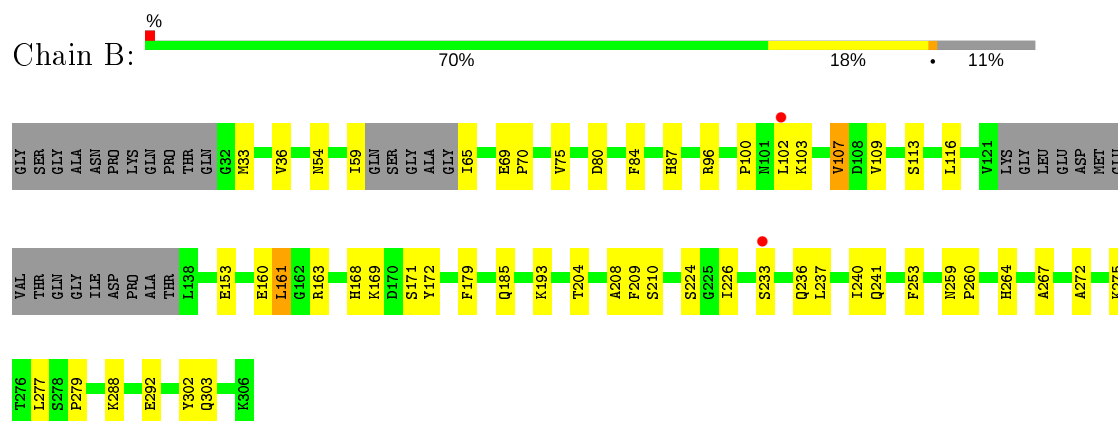 %
Chain B:
70% 18% • 11%
GLY SER GLY ALA ASN PRO LYS GLN PRO THR GLN G32 M33 V36 N54 I59 GLN SER GLY ALA GLY I65 E69 P70 V75 D80 F84 H87 R96 P100 N101 L102 K103 V107 D108 V109 S113 L116 V121 LYS GLY LEU GLU ASP MET GLU
VAL THR GLN GLY ILE ASP PRO ALA THR L138 E153 E160 L161 G162 R163 H168 K169 D170 S171 Y172 F179 Q185 K193 T204 A208 F209 S210 S224 G225 I226 S233 Q236 L237 I240 Q241 F253 N259 P260 H264 A267 A272 K275
T276 L277 S278 P279 K288 E292 Y302 Q303 K306